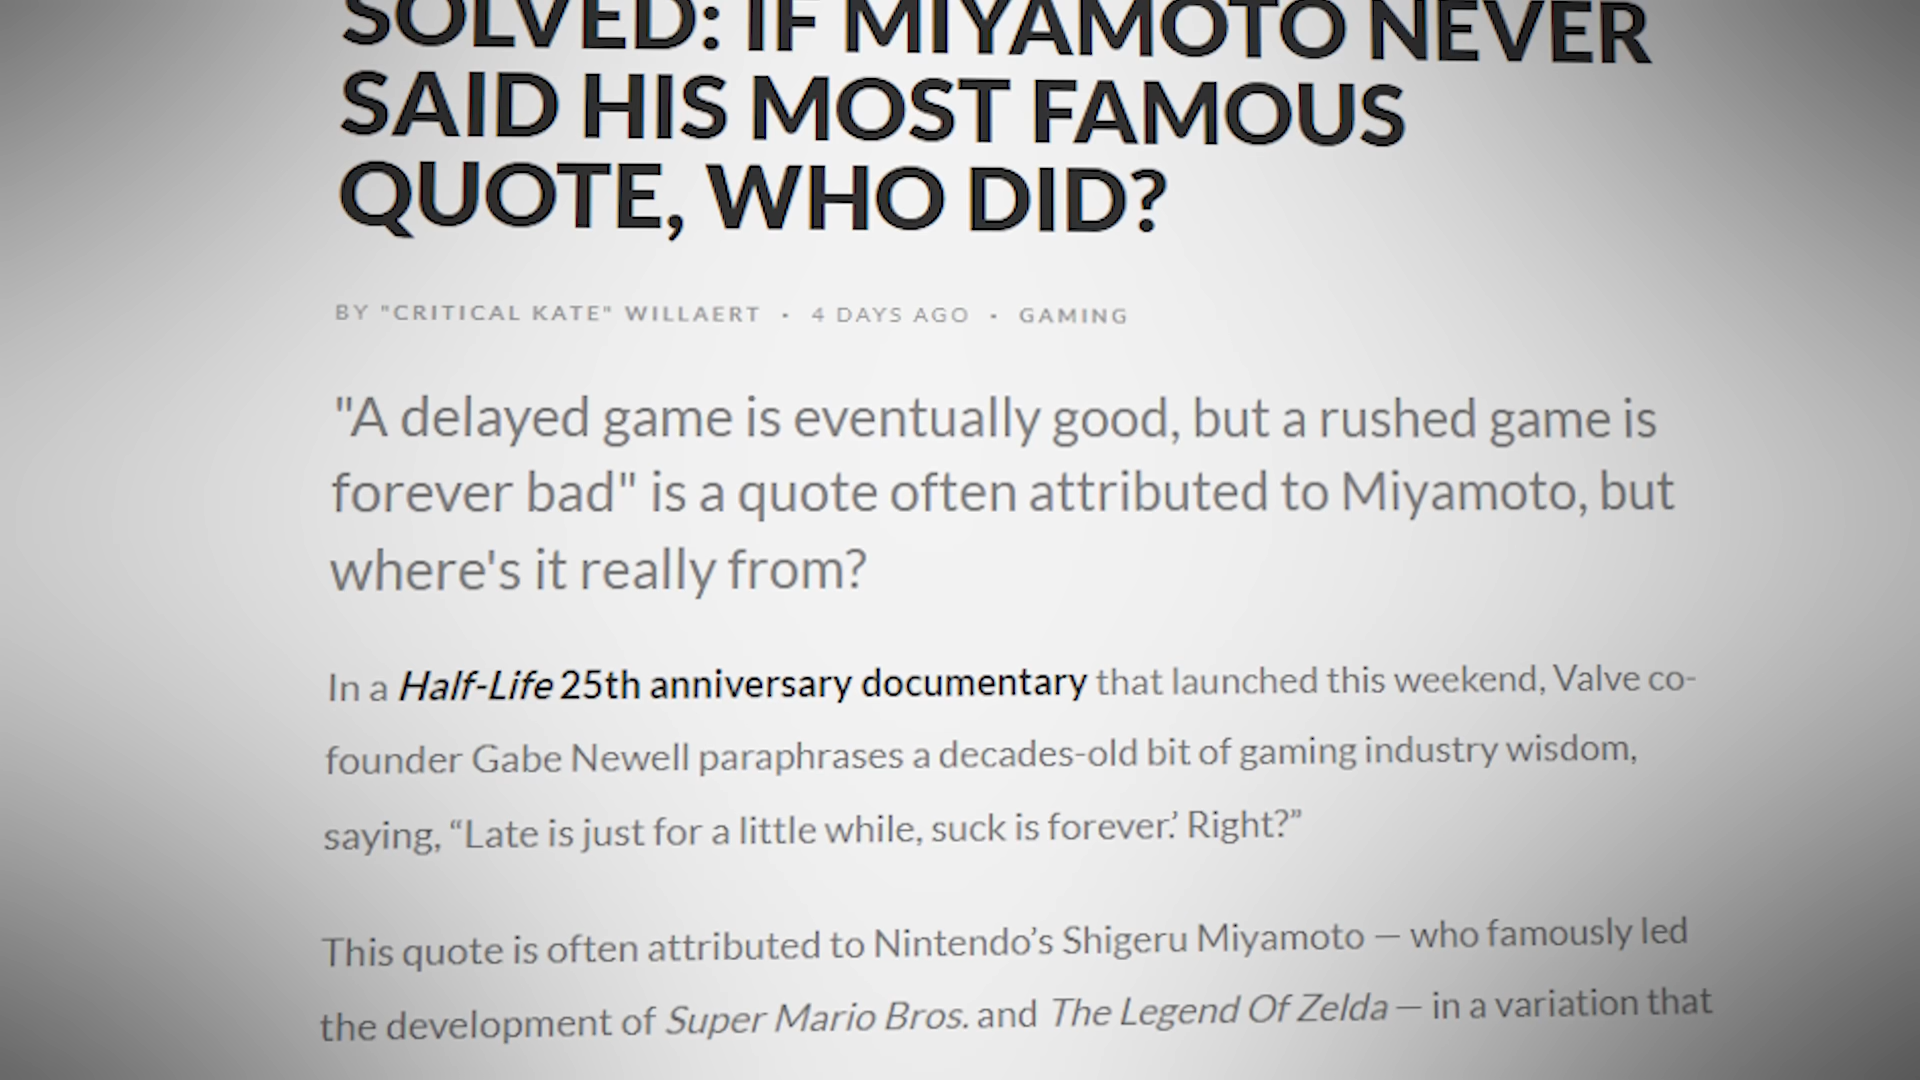 SOLVED: IF MIYAMOTO NEVER
SAID HIS MOST FAMOUS
QUOTE, WHO DID?
BY "CRITICAL KATE" WILLAERT • 4 DAYS AGO • GAMING
"A delayed game is eventually good, but a rushed game is
forever bad" is a quote often attributed to Miyamoto, but
where's it really from?
In a Half-Life 25th anniversary documentary that launched this weekend, Valve co-
founder Gabe Newell paraphrases a decades-old bit of gaming industry wisdom,
saying, “Late is just for a little while, suck is forever.’ Right?”
This quote is often attributed to Nintendo’s Shigeru Miyamoto — who famously led
the development of Super Mario Bros. and The Legend Of Zelda — in a variation that